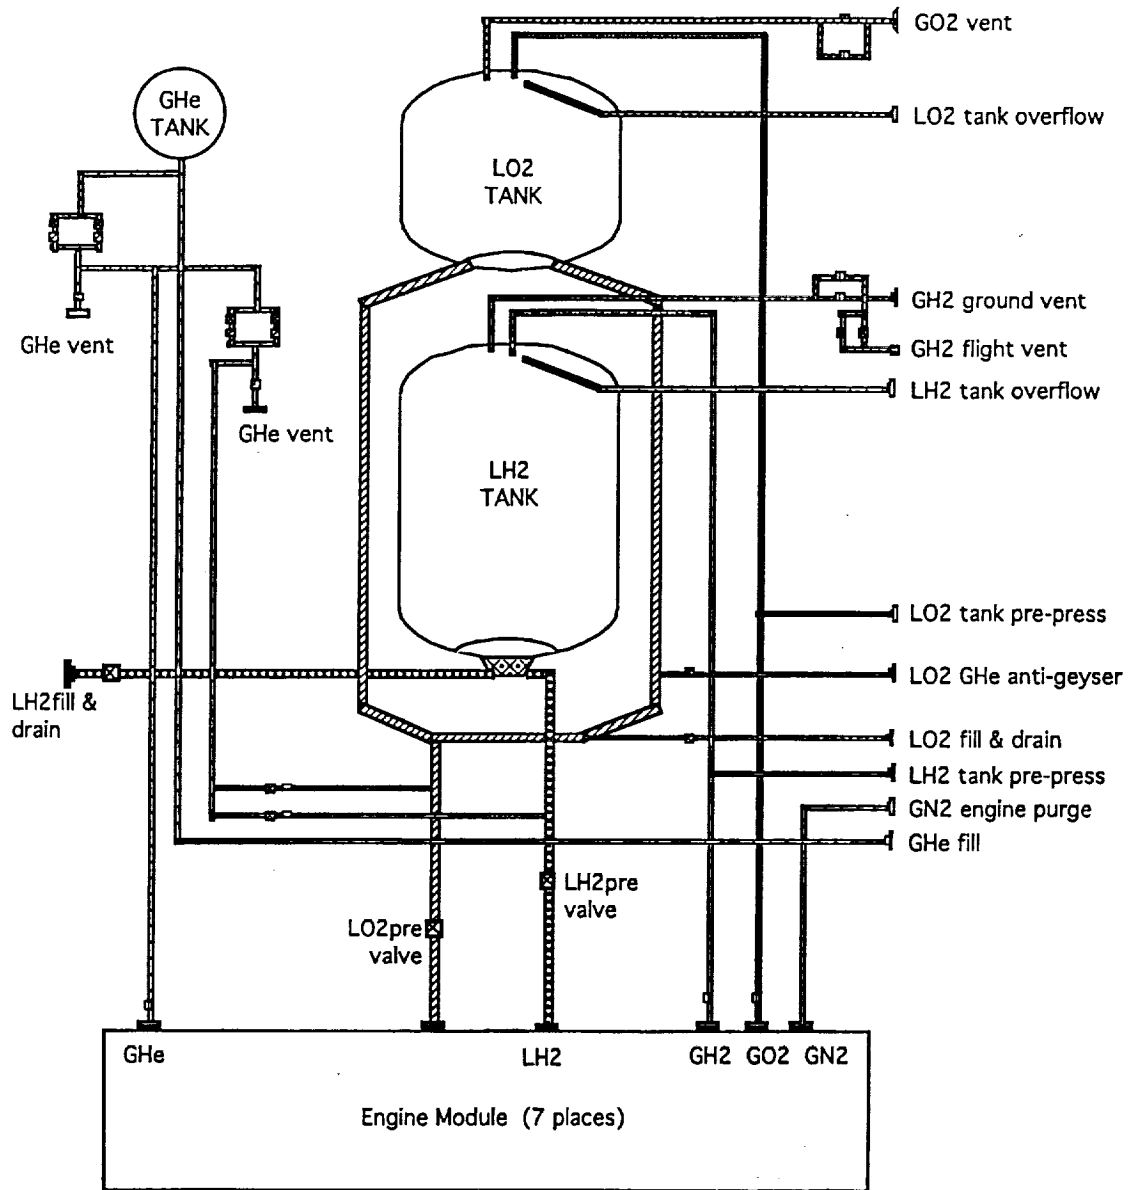 GO2 vent
GHe
TANK
LO2 tank overflow
LO2
TANK
GH2 ground vent
GHe vent
GH2 flight vent
LH2 tank overflow
GHe vent
LH2
TANK
LO2 tank pre-press
LO2 GHe anti-geyser
LH2fill &
drain
LO2 fill & drain
LH2 tank pre-press
GN2 engine purge
GHe fill
LH2pre
valve
LO2pre
valve
GHe
LH2
GH2
GO2
GN2
Engine Module (7 places)